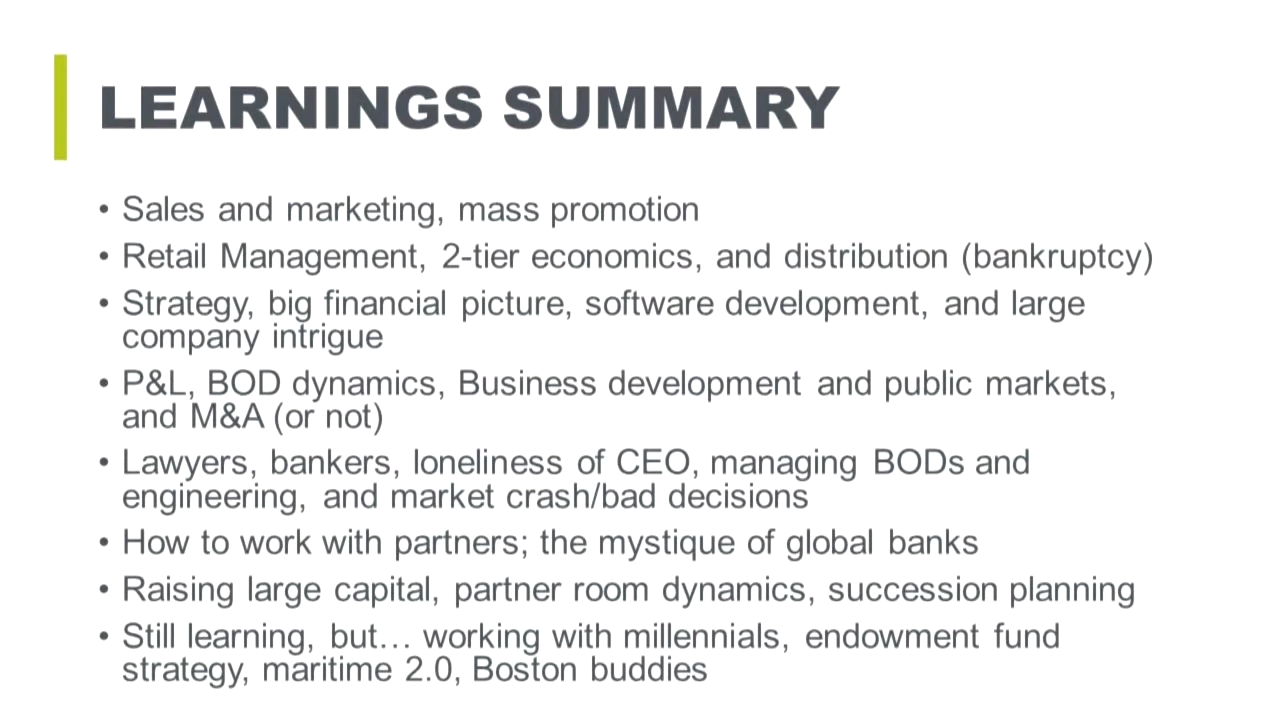 LEARNINGS SUMMARY
• Sales and marketing, mass promotion
• Retail Management, 2-tier economics, and distribution (bankruptcy)
• Strategy, big financial picture, software development, and large
company intrigue
• P&L, BOD dynamics, Business development and public markets,
and M&A (or not)
• Lawyers, bankers, loneliness of CEO, managing BODs and
engineering, and market crash/bad decisions
• How to work with partners; the mystique of global banks
• Raising large capital, partner room dynamics, succession planning
• Still learning, but… working with millennials, endowment fund
strategy, maritime 2.0, Boston buddies